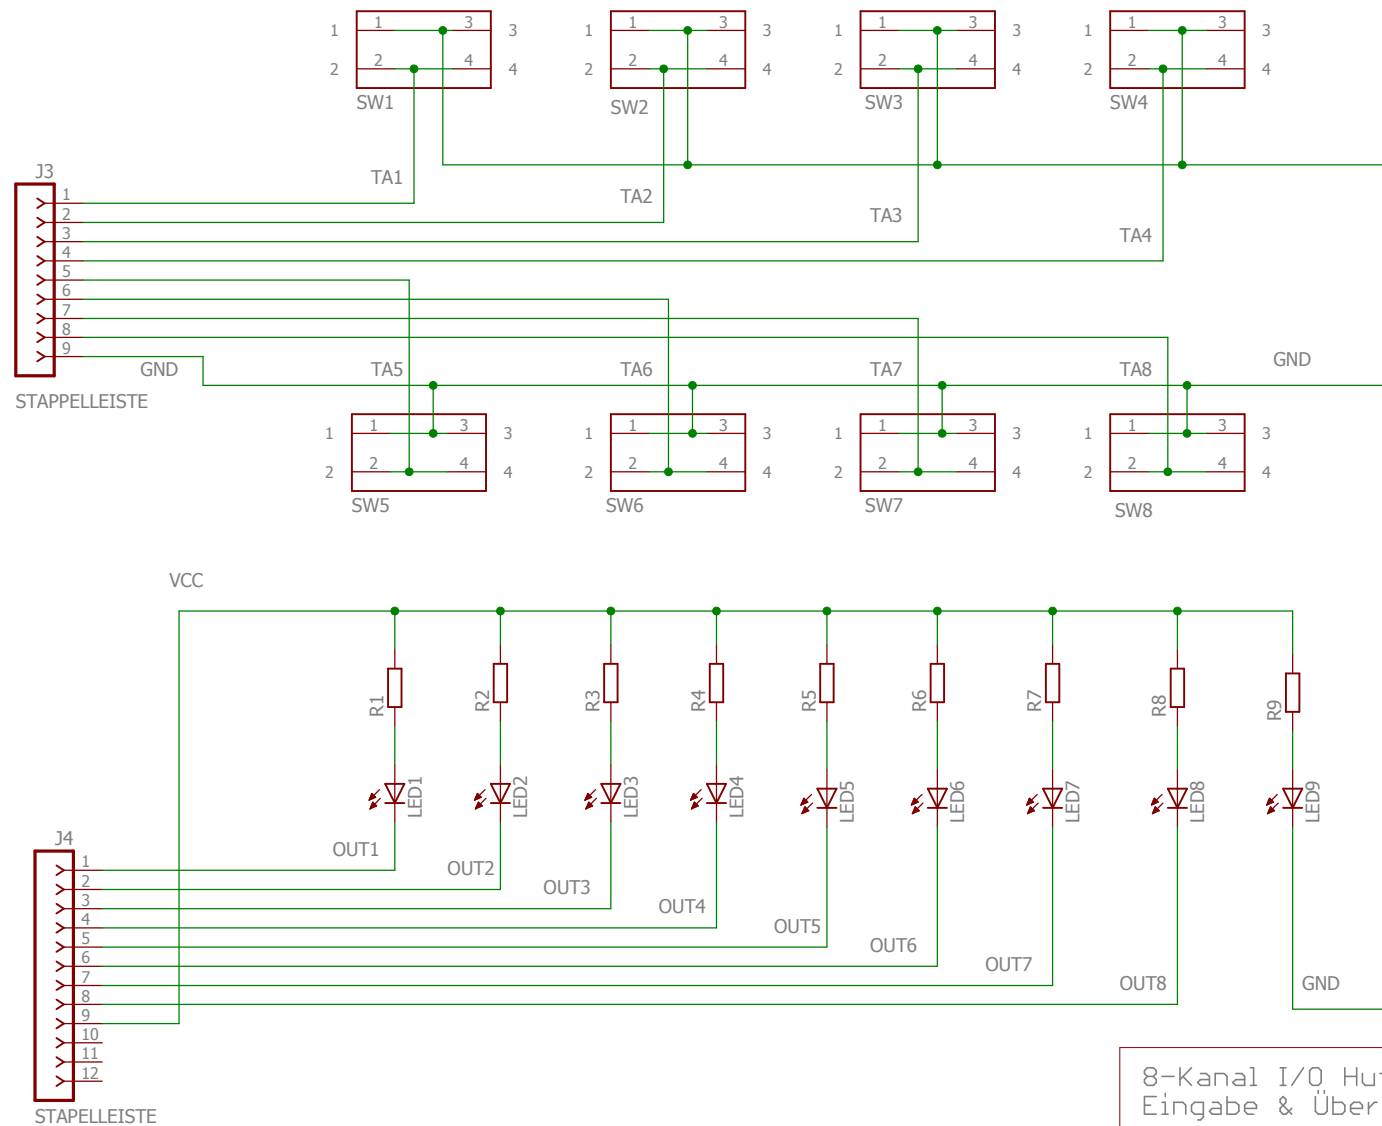 1 1 3 3
2 2 4 4
SW1
1 1 3 3
2 2 4 4
SW2
1 1 3 3
2 2 4 4
SW3
1 1 3 3
2 2 4 4
SW4
J3
1
2
3
4
5
6
7
8
9
STAPPELLEISTE
TA1
TA2
TA3
TA4
GND
TA5
TA6
TA7
TA8
GND
1 1 3 3
2 2 4 4
SW5
1 1 3 3
2 2 4 4
SW6
1 1 3 3
2 2 4 4
SW7
1 1 3 3
2 2 4 4
SW8
VCC
R1
R2
R3
R4
R5
R6
R7
R8
R9
LED1
LED2
LED3
LED4
LED5
LED6
LED7
LED8
LED9
J4
1
2
3
4
5
6
7
8
9
10
11
12
STAPELLEISTE
OUT1
OUT2
OUT3
OUT4
OUT5
OUT6
OUT7
OUT8
GND
8-Kanal I/O
Eingabe & Über